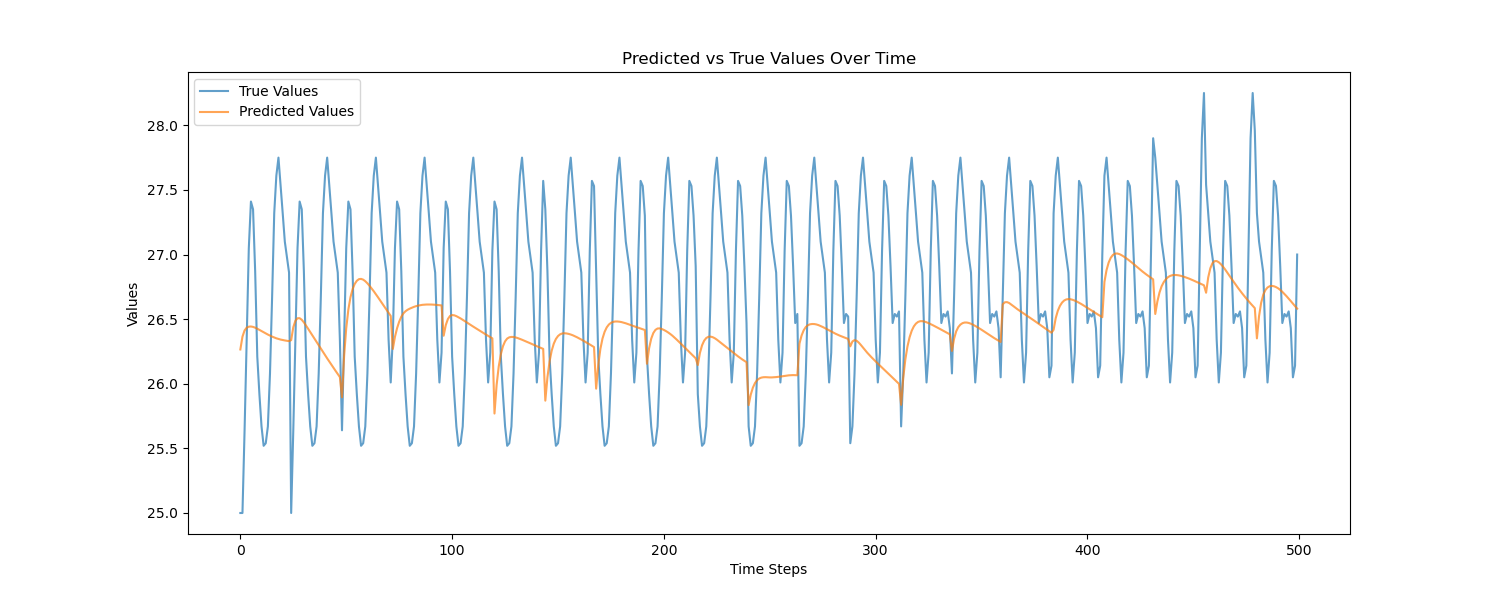 Predicted vs True Values Over Time
True Values
Predicted Values
28.0
27.5
27.0
26.5
26.0
25.5
25.0
Values
0 100 200 300 400 500
Time Steps